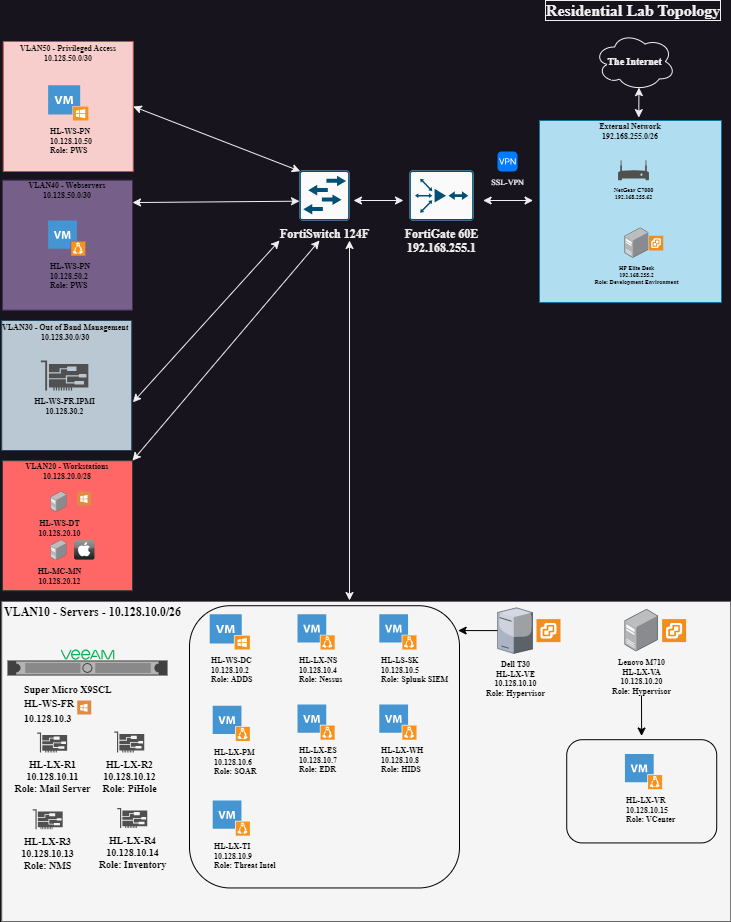 Residential Lab Topology
VLAN50 - Privileged Access
10.128.50.0/30
VM
HL-WS-PN
10.128.10.50
Role: PWS
VLAN40 - Webservers
10.128.50.0/30
VM
HL-WS-PN
10.128.50.2
Role: PWS
VLAN30 - Out of Band Management
10.128.30.0/30
HL-WS-FR.IPMI
10.128.30.2
VLAN20 - Workstations
10.128.20.0/28
HL-WS-DT
10.128.20.10
HL-MC-MN
10.128.20.12
FortiSwitch 124F
FortiGate 60E
192.168.255.1
VPN
SSL-VPN
The Internet
External Network
192.168.255.0/26
NetGear C7000
192.168.255.62
HP Elite Desk
192.168.255.2
Role: Development Environment
VLAN10 - Servers - 10.128.10.0/26
VEEAM
Super Micro X9SCL
HL-WS-FR
10.128.10.3
HL-LX-R1
10.128.10.11
Role: Mail Server
HL-LX-R2
10.128.10.12
Role: PiHole
HL-LX-R3
10.128.10.13
Role: NMS
HL-LX-R4
10.128.10.14
Role: Inventory
VM
HL-WS-DC
10.128.10.2
Role: ADDS
VM
HL-LX-NS
10.128.10.4
Role: Nessus
VM
HL-LS-SK
10.128.10.5
Role: Splunk SIEM
VM
HL-LX-PM
10.128.10.6
Role: SOAR
VM
HL-LX-ES
10.128.10.7
Role: EDR
VM
HL-LX-WH
10.128.10.8
Role: HIDS
VM
HL-LX-TI
10.128.10.9
Role: Threat Intel
Dell T30
HL-LX-VE
10.128.10.10
Role: Hypervisor
Lenovo M710
HL-LX-VA
10.128.10.20
Role: Hypervisor
VM
HL-LX-VR
10.128.10.15
Role: VCenter